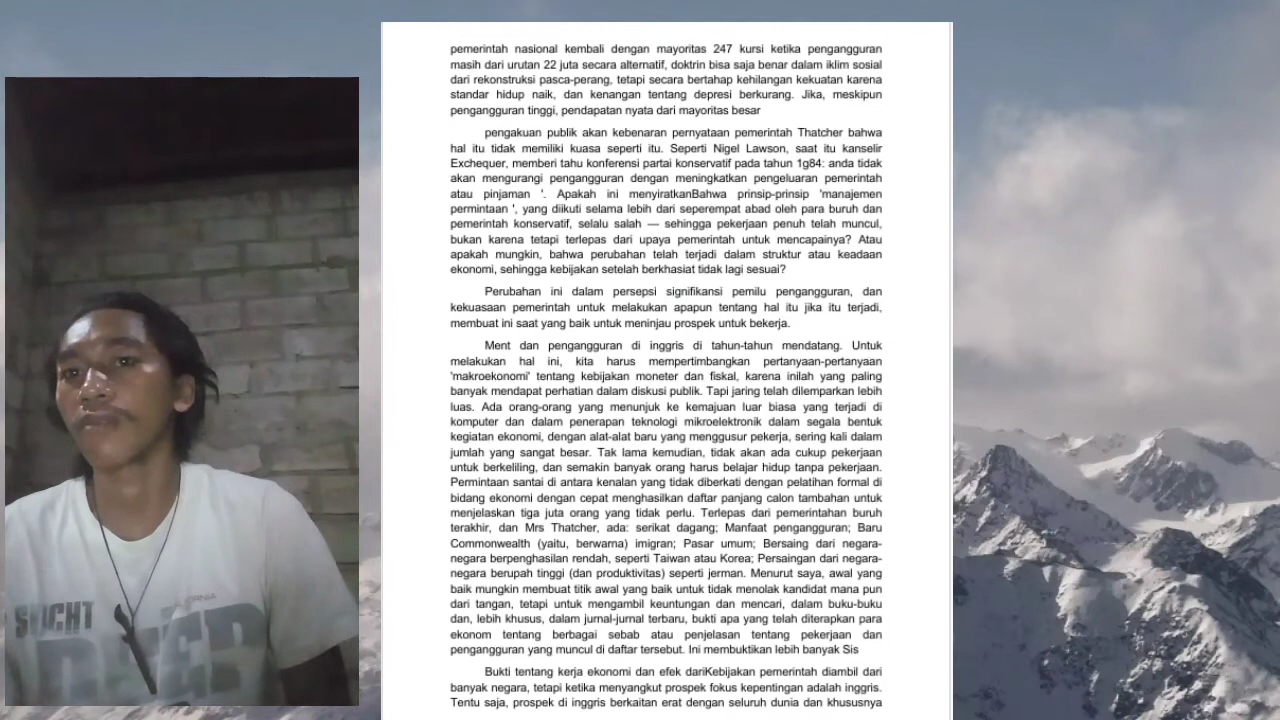 pemerintah nasional kembali dengan mayoritas 247 kursi ketika pengangguran
masih dari urutan 22 juta secara alternatif, doktrin bisa saja benar dalam iklim sosial
dari rekonstruksi pasca-perang, tetapi secara bertahap kehilangan kekuatan karena
standar hidup naik, dan kenangan tentang depresi berkurang. Jika, meskipun
pengangguran tinggi, pendapatan nyata dari mayoritas besar
pengakuan publik akan kebenaran pernyataan pemerintah Thatcher bahwa
hal itu tidak memiliki kuasa seperti itu. Seperti Nigel Lawson, saat itu kanselir
Exchequer, memberi tahu konferensi partai konservatif pada tahun 1g84: anda tidak
akan mengurangi pengangguran dengan meningkatkan pengeluaran pemerintah
atau pinjaman '. Apakah ini menyiratkanBahwa prinsip-prinsip 'manajemen
permintaan ', yang diikuti selama lebih dari seperempat abad oleh para buruh dan
pemerintah konservatif, selalu salah — sehingga pekerjaan penuh telah muncul,
bukan karena tetapi terlepas dari upaya pemerintah untuk mencapainya? Atau
apakah mungkin, bahwa perubahan telah terjadi dalam struktur atau keadaan
ekonomi, sehingga kebijakan setelah berkhasiat tidak lagi sesuai?
Perubahan ini dalam persepsi signifikansi pemilu pengangguran, dan
kekuasaan pemerintah untuk melakukan apapun tentang hal itu jika itu terjadi,
membuat ini saat yang baik untuk meninjau prospek untuk bekerja.
Ment dan pengangguran di inggris di tahun-tahun mendatang. Untuk
melakukan hal ini, kita harus mempertimbangkan pertanyaan-pertanyaan
'makroekonomi' tentang kebijakan moneter dan fiskal, karena inilah yang paling
banyak mendapat perhatian dalam diskusi publik. Tapi jaring telah dilemparkan lebih
luas. Ada orang-orang yang menunjuk ke kemajuan luar biasa yang terjadi di
komputer dan dalam penerapan teknologi mikroelektronik dalam segala bentuk
kegiatan ekonomi, dengan alat-alat baru yang menggusur pekerja, sering kali dalam
jumlah yang sangat besar. Tak lama kemudian, tidak akan ada cukup pekerjaan
untuk berkeliling, dan semakin banyak orang harus belajar hidup tanpa pekerjaan.
Permintaan santai di antara kenalan yang tidak diberkati dengan pelatihan formal di
bidang ekonomi dengan cepat menghasilkan daftar panjang calon tambahan untuk
menjelaskan tiga juta orang yang tidak perlu. Terlepas dari pemerintahan buruh
terakhir, dan Mrs Thatcher, ada: serikat dagang; Manfaat pengangguran; Baru
Commonwealth (yaitu, berwarna) imigran; Pasar umum; Bersaing dari negara-
negara berpenghasilan rendah, seperti Taiwan atau Korea; Persaingan dari negara-
negara berupah tinggi (dan produktivitas) seperti jerman. Menurut saya, awal yang
baik mungkin membuat titik awal yang baik untuk tidak menolak kandidat mana pun
dari tangan, tetapi untuk mengambil keuntungan dan mencari, dalam buku-buku
dan, lebih khusus, dalam jurnal-jurnal terbaru, bukti apa yang telah diterapkan para
ekonom tentang berbagai sebab atau penjelasan tentang pekerjaan dan
pengangguran yang muncul di daftar tersebut. Ini membuktikan lebih banyak Sis
Bukti tentang kerja ekonomi dan efek dariKebijakan pemerintah diambil dari
banyak negara, tetapi ketika menyangkut prospek fokus kepentingan adalah inggris.
Tentu saja, prospek di inggris berkaitan erat dengan seluruh dunia dan khususnya